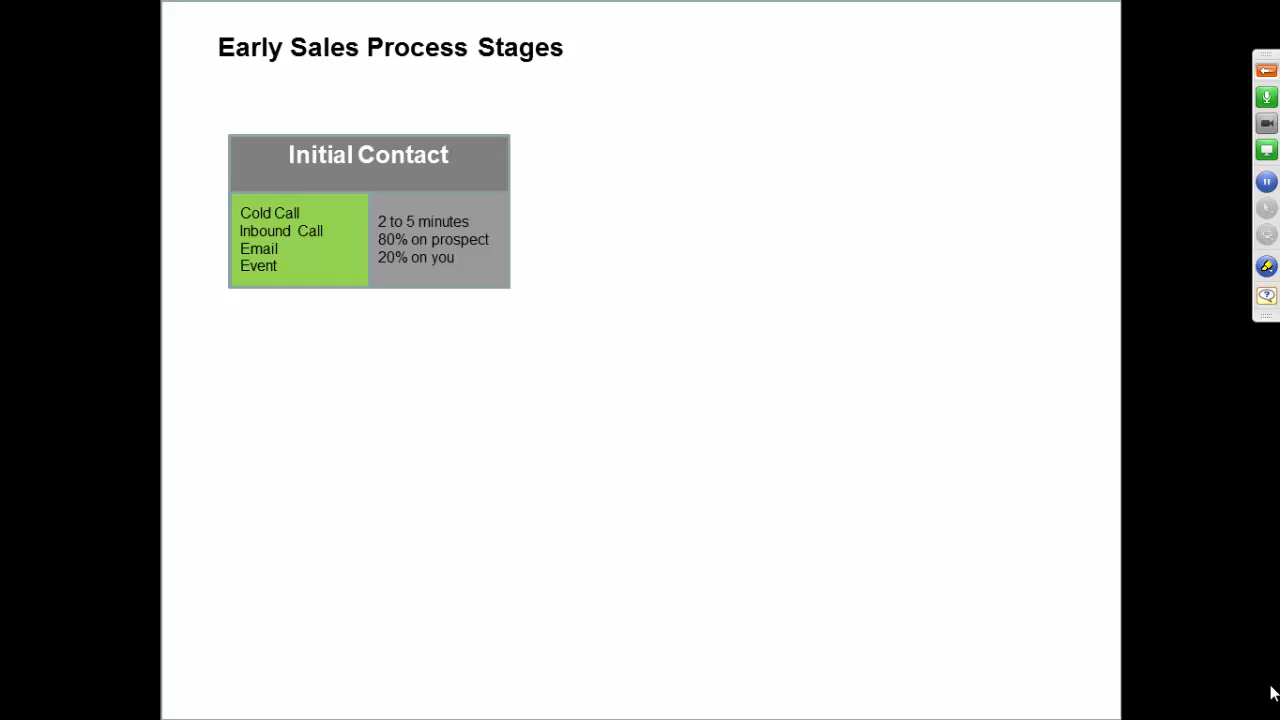 Early Sales Process Stages
Initial Contact
Cold Call
Inbound Call
Email
Event
2 to 5 minutes
80% on prospect
20% on you